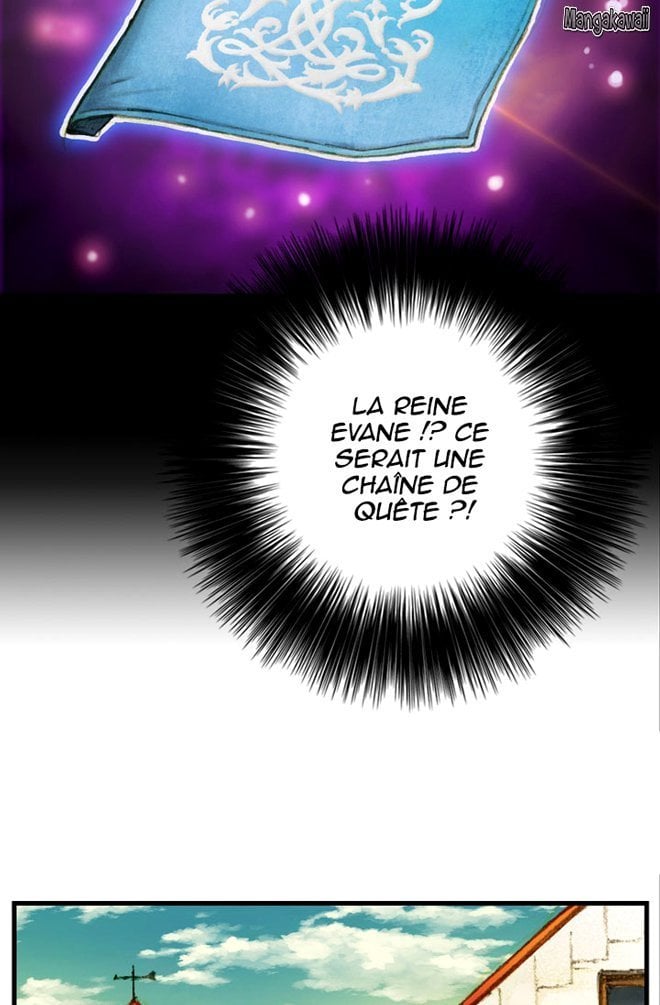 Mangakawaii
LA REINE
EVANE !? CE
SERAIT UNE
CHAÎNE DE
QUÊTE ?!